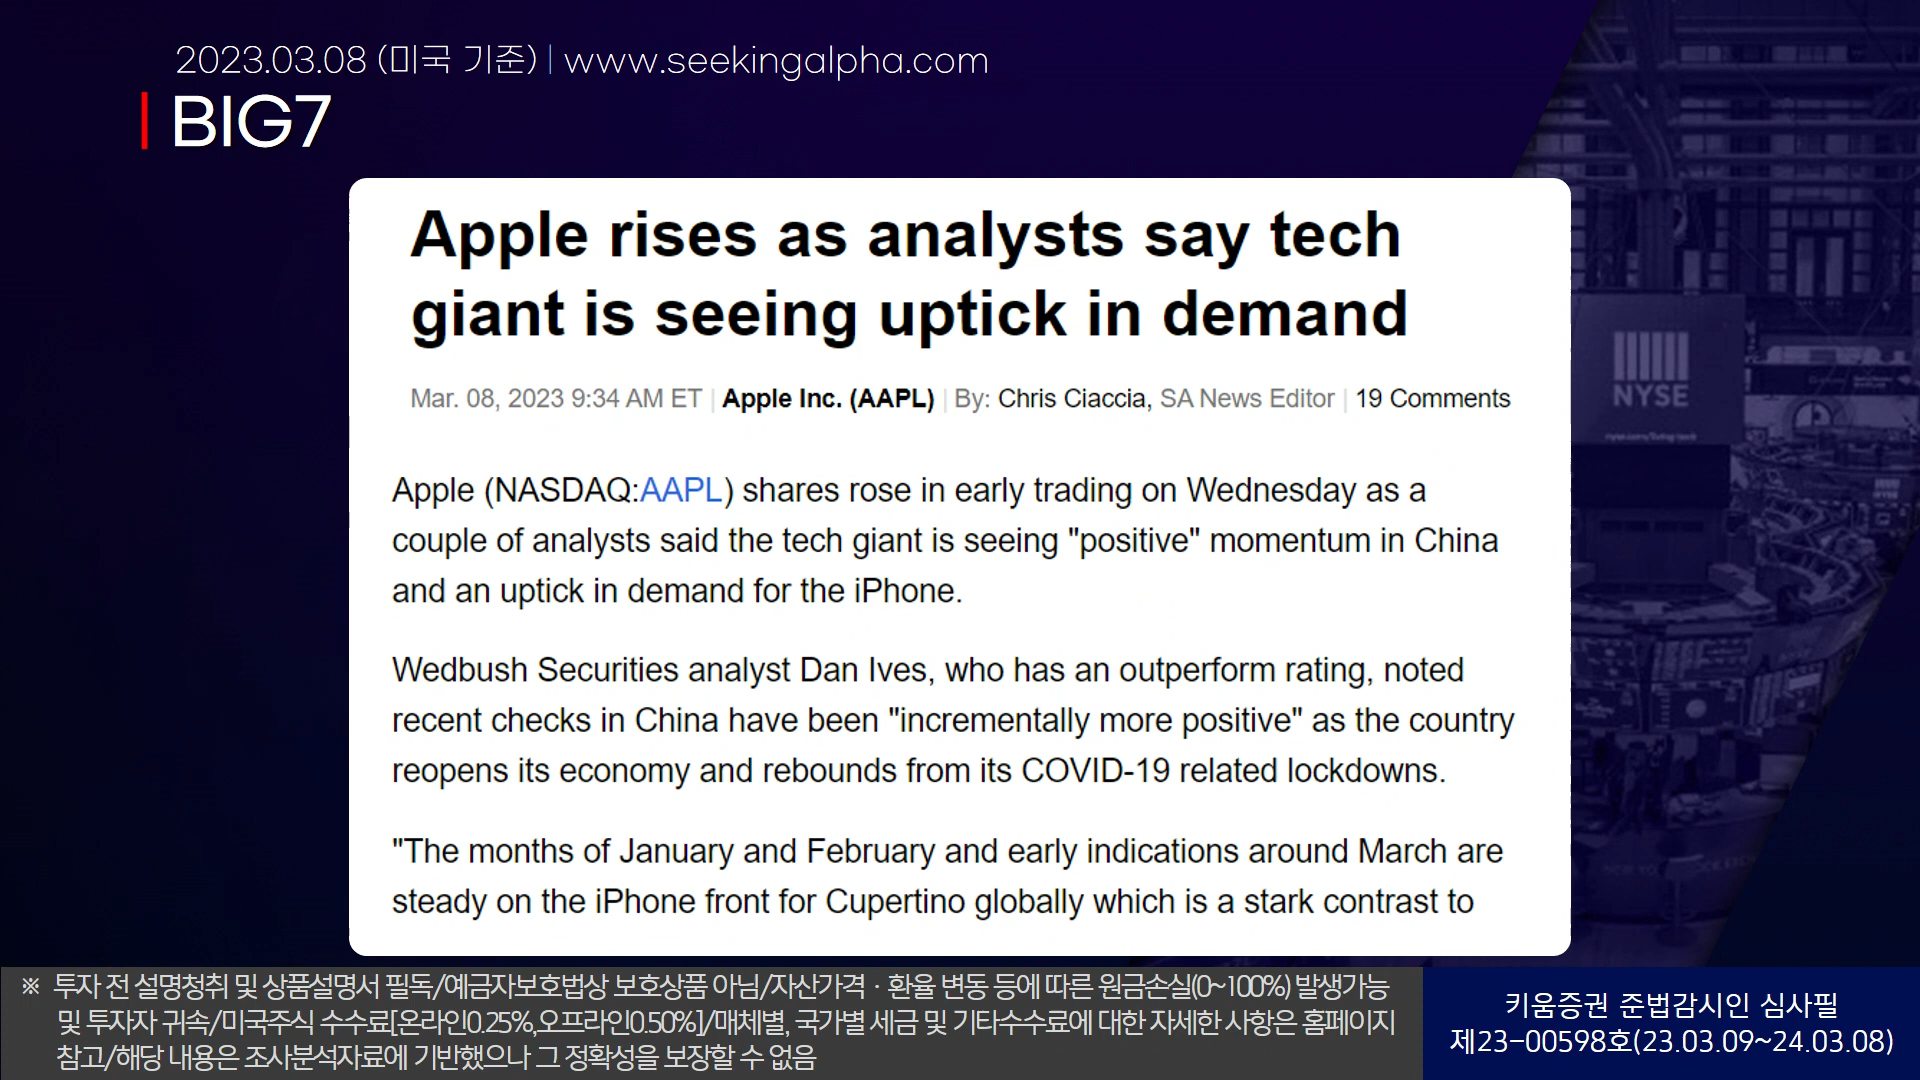 2023.03.08 (미국 기준) | www.seekingalpha.com
BIG7
Apple rises as analysts say tech
giant is seeing uptick in demand
Mar. 08, 2023 9:34 AM ET | Apple Inc. (AAPL) | By: Chris Ciaccia, SA News Editor | 19 Comments
Apple (NASDAQ:AAPL) shares rose in early trading on Wednesday as a
couple of analysts said the tech giant is seeing "positive" momentum in China
and an uptick in demand for the iPhone.
Wedbush Securities analyst Dan Ives, who has an outperform rating, noted
recent checks in China have been "incrementally more positive" as the country
reopens its economy and rebounds from its COVID-19 related lockdowns.
"The months of January and February and early indications around March are
steady on the iPhone front for Cupertino globally which is a stark contrast to
NYSE
※ 투자 전 설명청취 및 상품설명서 필독/예금자보호법상 보호상품 아님/자산가격 · 환율 변동 등에 따른 원금손실(0~100%) 발생가능
및 투자자 귀속/미국주식 수수료[온라인0.25%,오프라인0.50%]/매체별, 국가별 세금 및 기타수수료에 대한 자세한 사항은 홈페이지
참고/해당 내용은 조사분석자료에 기반했으나 그 정확성을 보장할 수 없음
키움증권 준법감시인 심사필
제23-00598호(23.03.09~24.03.08)